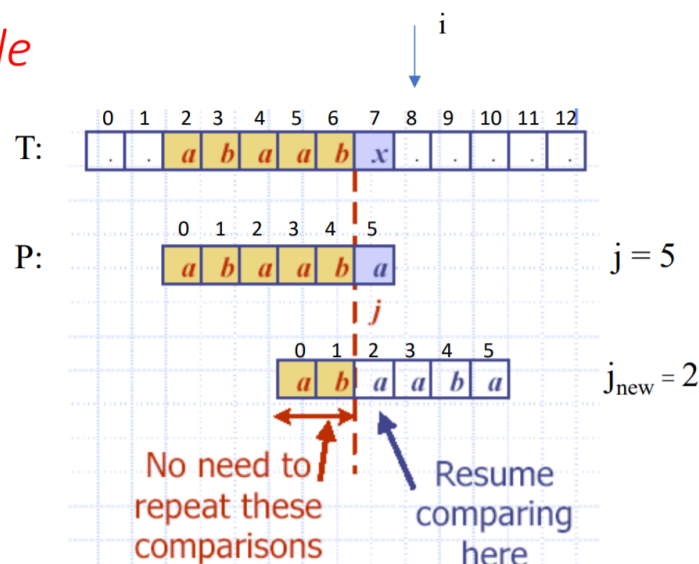 le
i
0 1 2 3 4 5 6 7 8 9 10 11 12
T: . . a b a a b x . . . . .
0 1 2 3 4 5
P: a b a a b a j = 5
j
0 1 2 3 4 5
a b a a b a jnew = 2
No need to
repeat these
comparisons
Resume
comparing
here